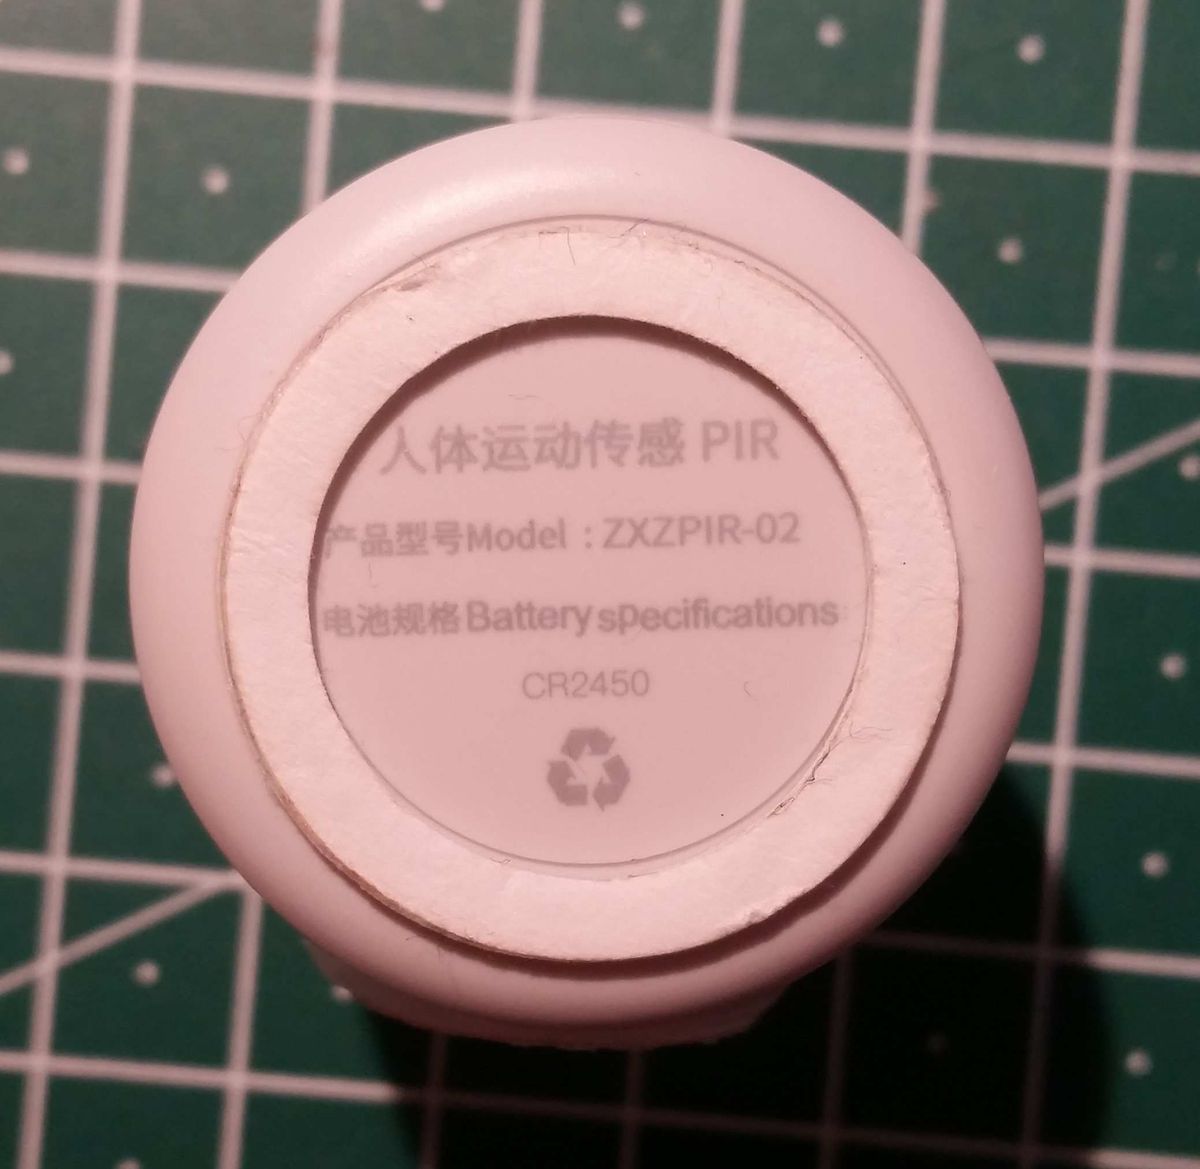 人体运动传感 PIR
产品型号Model : ZXZPIR-02
电池规格Battery specifications
CR2450